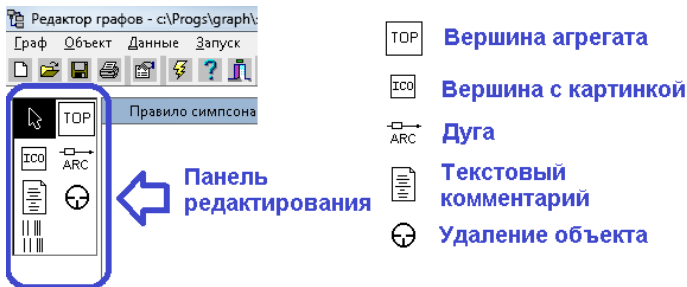 Редактор графов - c:\Progs\graph\
Граф Объект Данные Запуск
TOP
Правило симпсона
ICO
ARC
Панель
редактирования
TOP
Вершина агрегата
ICO
Вершина с картинкой
ARC
Дуга
Текстовый
комментарий
Удаление объекта